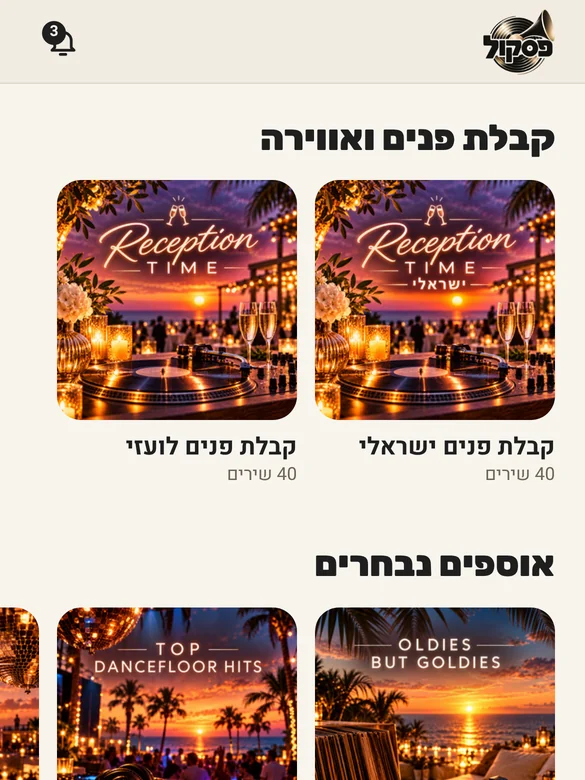 פסקול
3
קבלת פנים ואווירה
Reception
TIME
ישראלי
קבלת פנים ישראלי
40 שירים
Reception
TIME
קבלת פנים לועזי
40 שירים
אוספים נבחרים
OLDIES
BUT GOLDIES
TOP
DANCEFLOOR HITS